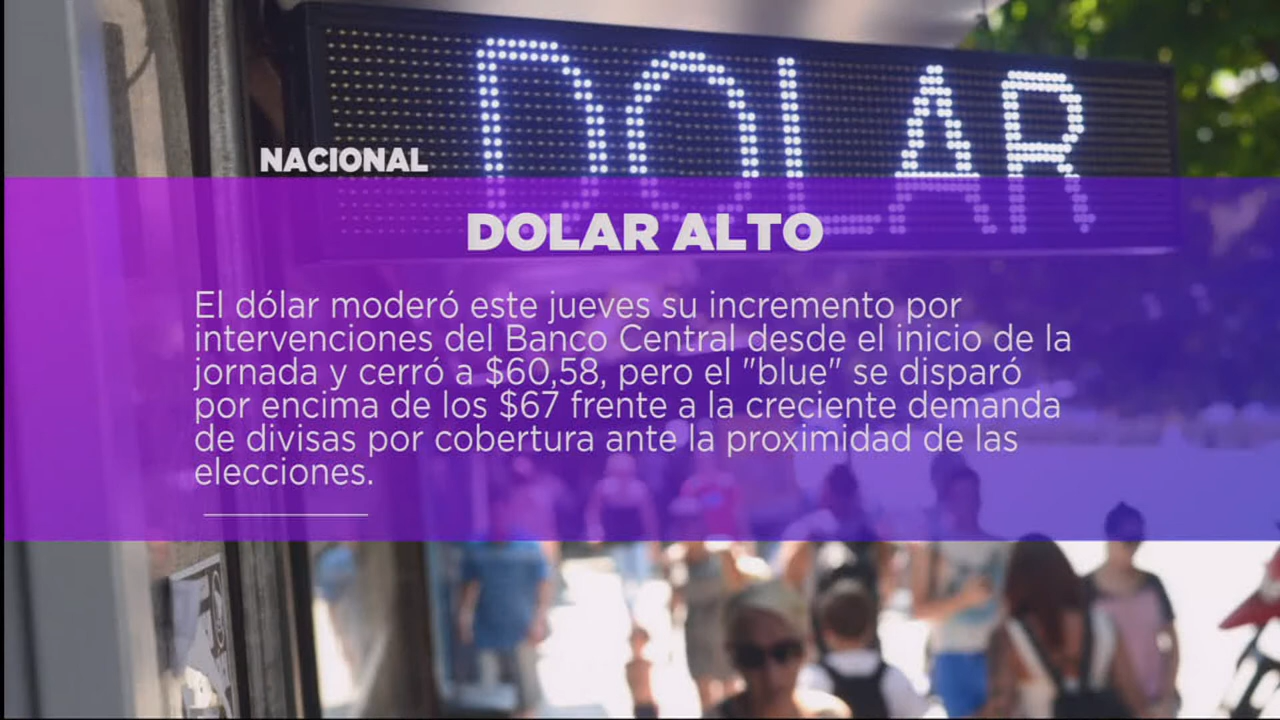 DOLAR
NACIONAL
DOLAR ALTO
El dólar moderó este jueves su incremento por
intervenciones del Banco Central desde el inicio de la
jornada y cerró a $60,58, pero el "blue" se disparó
por encima de los $67 frente a la creciente demanda
de divisas por cobertura ante la proximidad de las
elecciones.